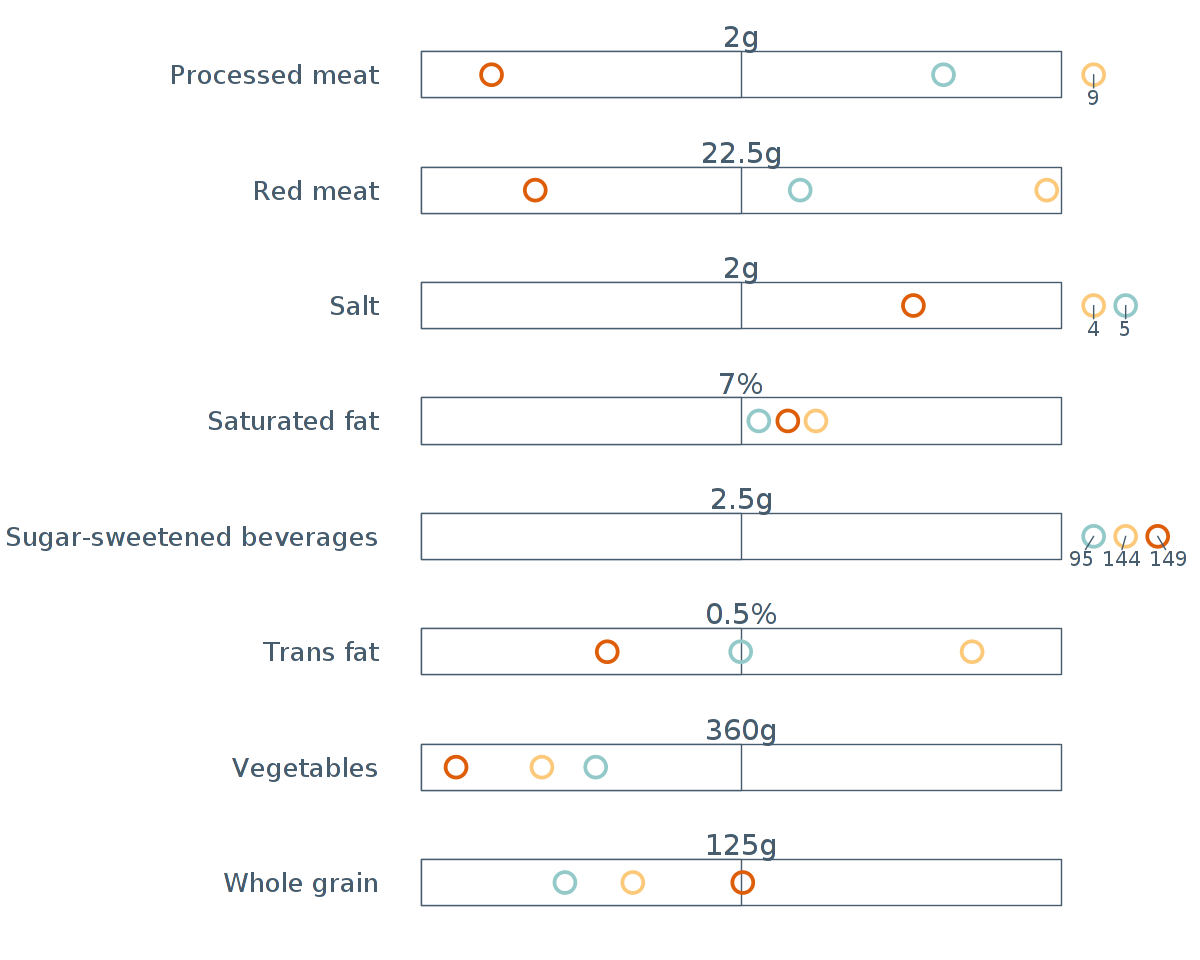 2g
Processed meat
9
22.5g
Red meat
2g
Salt
4 5
7%
Saturated fat
2.5g
Sugar-sweetened beverages
95 144 149
0.5%
Trans fat
360g
Vegetables
125g
Whole grain